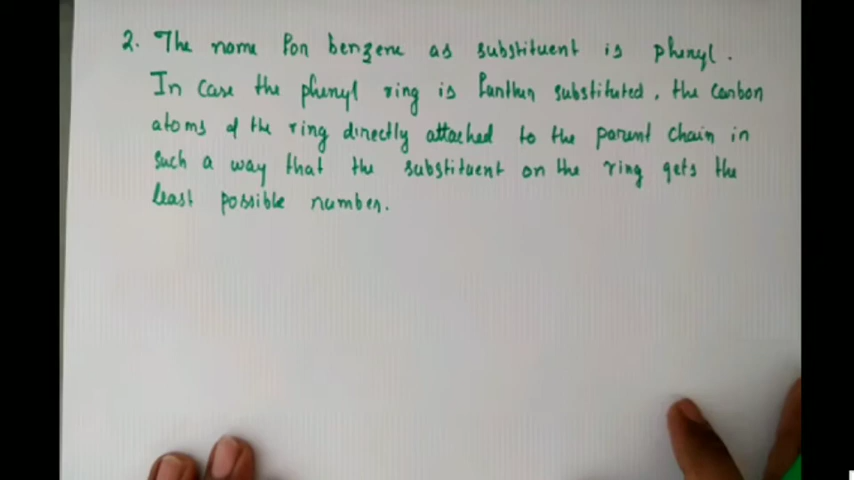 2. The name for benzene as substituent is phenyl.
In case the phenyl ring is further substituted, the carbon
atoms of the ring directly attached to the parent chain in
such a way that the substituent on the ring gets the
least possible number.